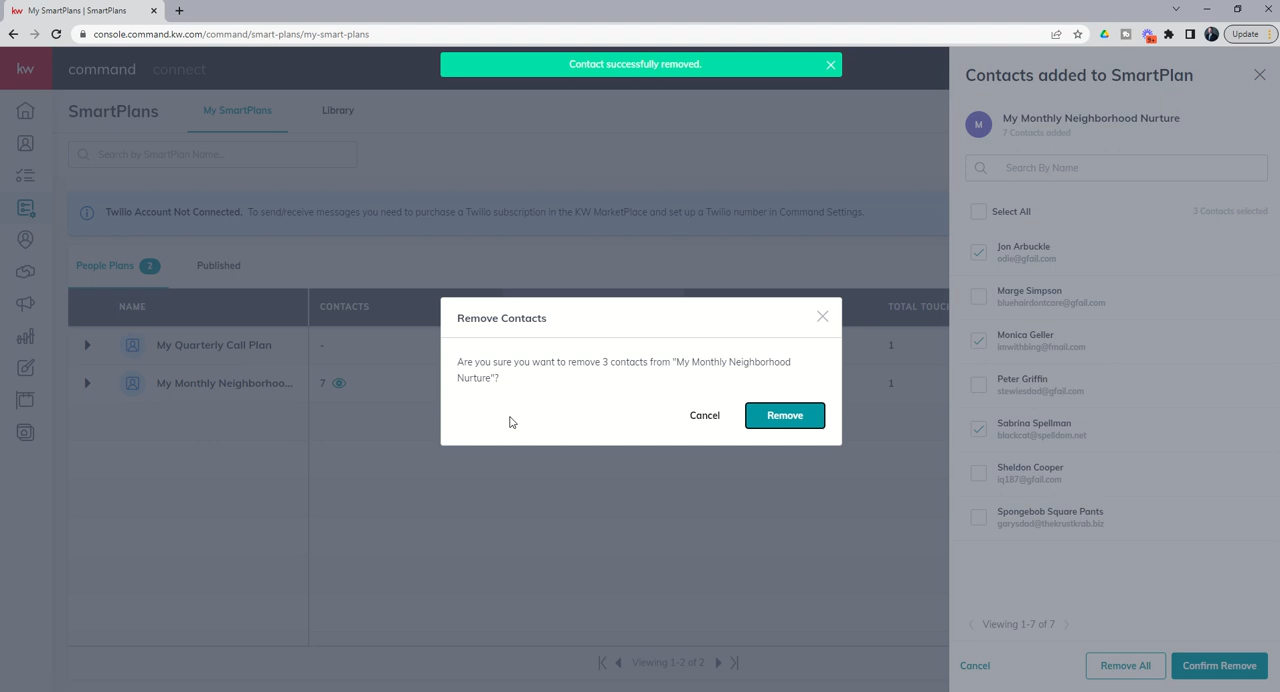 My SmartPlans | SmartPlans
console.command.kw.com/command/smart-plans/my-smart-plans
9+
Update
kw
command
connect
Contact successfully removed.
SmartPlans
My SmartPlans
Library
Search by SmartPlan Name...
Twilio Account Not Connected. To send/receive messages you need to purchase a Twilio subscription in the KW MarketPlace and set up a Twilio number in Command Settings.
People Plans 2
Published
NAME
CONTACTS
TOTAL TOUCH
My Quarterly Call Plan
-
1
My Monthly Neighborhoo...
7
1
Viewing 1-2 of 2
Remove Contacts
Are you sure you want to remove 3 contacts from "My Monthly Neighborhood
Nurture"?
Cancel
Remove
Contacts added to SmartPlan
M
My Monthly Neighborhood Nurture
7 Contacts added
Search By Name
Select All
3 Contacts selected
Jon Arbuckle
odie@gfail.com
Marge Simpson
bluehairdontcare@gfail.com
Monica Geller
imwithbing@fmail.com
Peter Griffin
stewiesdad@gfail.com
Sabrina Spellman
blackcat@spelldom.net
Sheldon Cooper
iq187@gfail.com
Spongebob Square Pants
garysdad@thekrustkrab.biz
Viewing 1-7 of 7
Cancel
Remove All
Confirm Remove